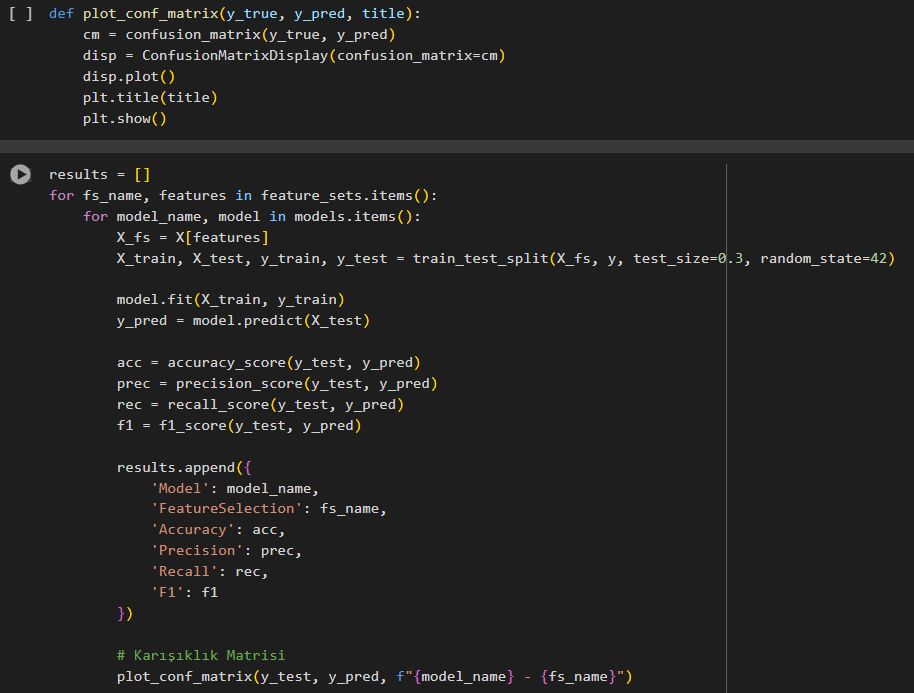 [ ] def plot_conf_matrix(y_true, y_pred, title):
    cm = confusion_matrix(y_true, y_pred)
    disp = ConfusionMatrixDisplay(confusion_matrix=cm)
    disp.plot()
    plt.title(title)
    plt.show()
results = []
for fs_name, features in feature_sets.items():
    for model_name, model in models.items():
        X_fs = X[features]
        X_train, X_test, y_train, y_test = train_test_split(X_fs, y, test_size=0.3, random_state=42)
        model.fit(X_train, y_train)
        y_pred = model.predict(X_test)
        acc = accuracy_score(y_test, y_pred)
        prec = precision_score(y_test, y_pred)
        rec = recall_score(y_test, y_pred)
        f1 = f1_score(y_test, y_pred)
        results.append({
            'Model': model_name,
            'FeatureSelection': fs_name,
            'Accuracy': acc,
            'Precision': prec,
            'Recall': rec,
            'F1': f1
        })
        # Karışıklık Matrisi
        plot_conf_matrix(y_test, y_pred, f"{model_name} - {fs_name}")